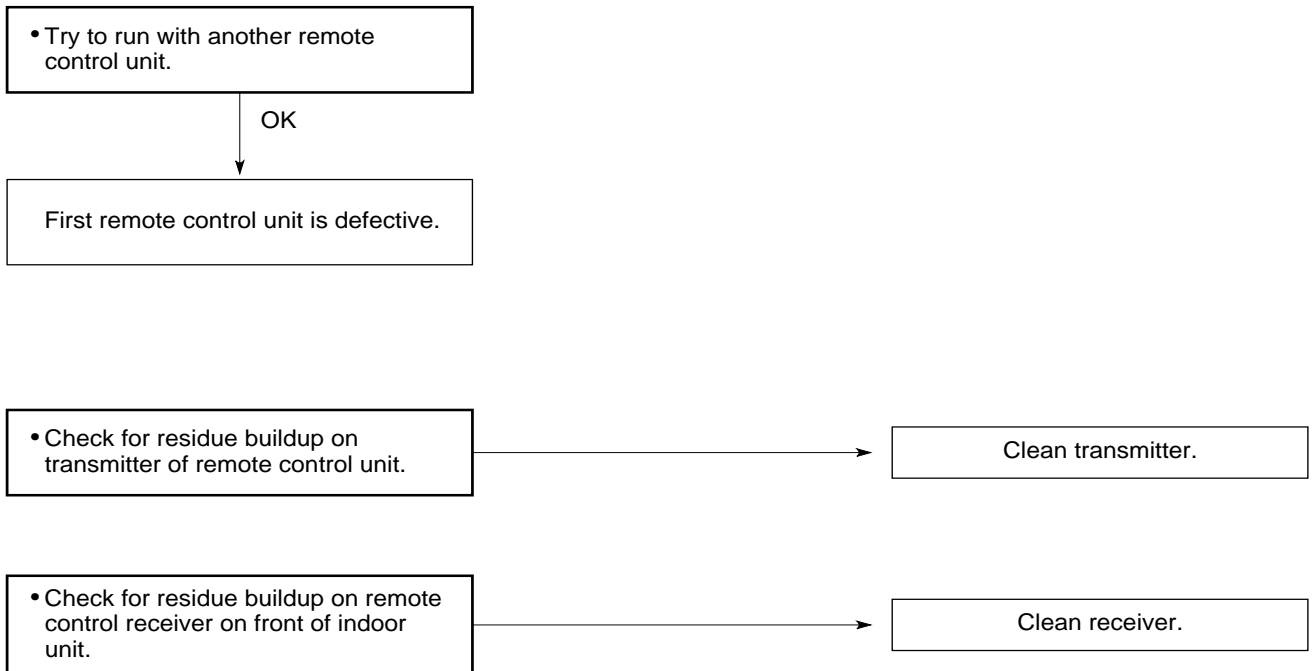 • Try to run with another remote
control unit.
OK
First remote control unit is defective.
• Check for residue buildup on
transmitter of remote control unit.
Clean transmitter.
• Check for residue buildup on remote
control receiver on front of indoor
unit.
Clean receiver.